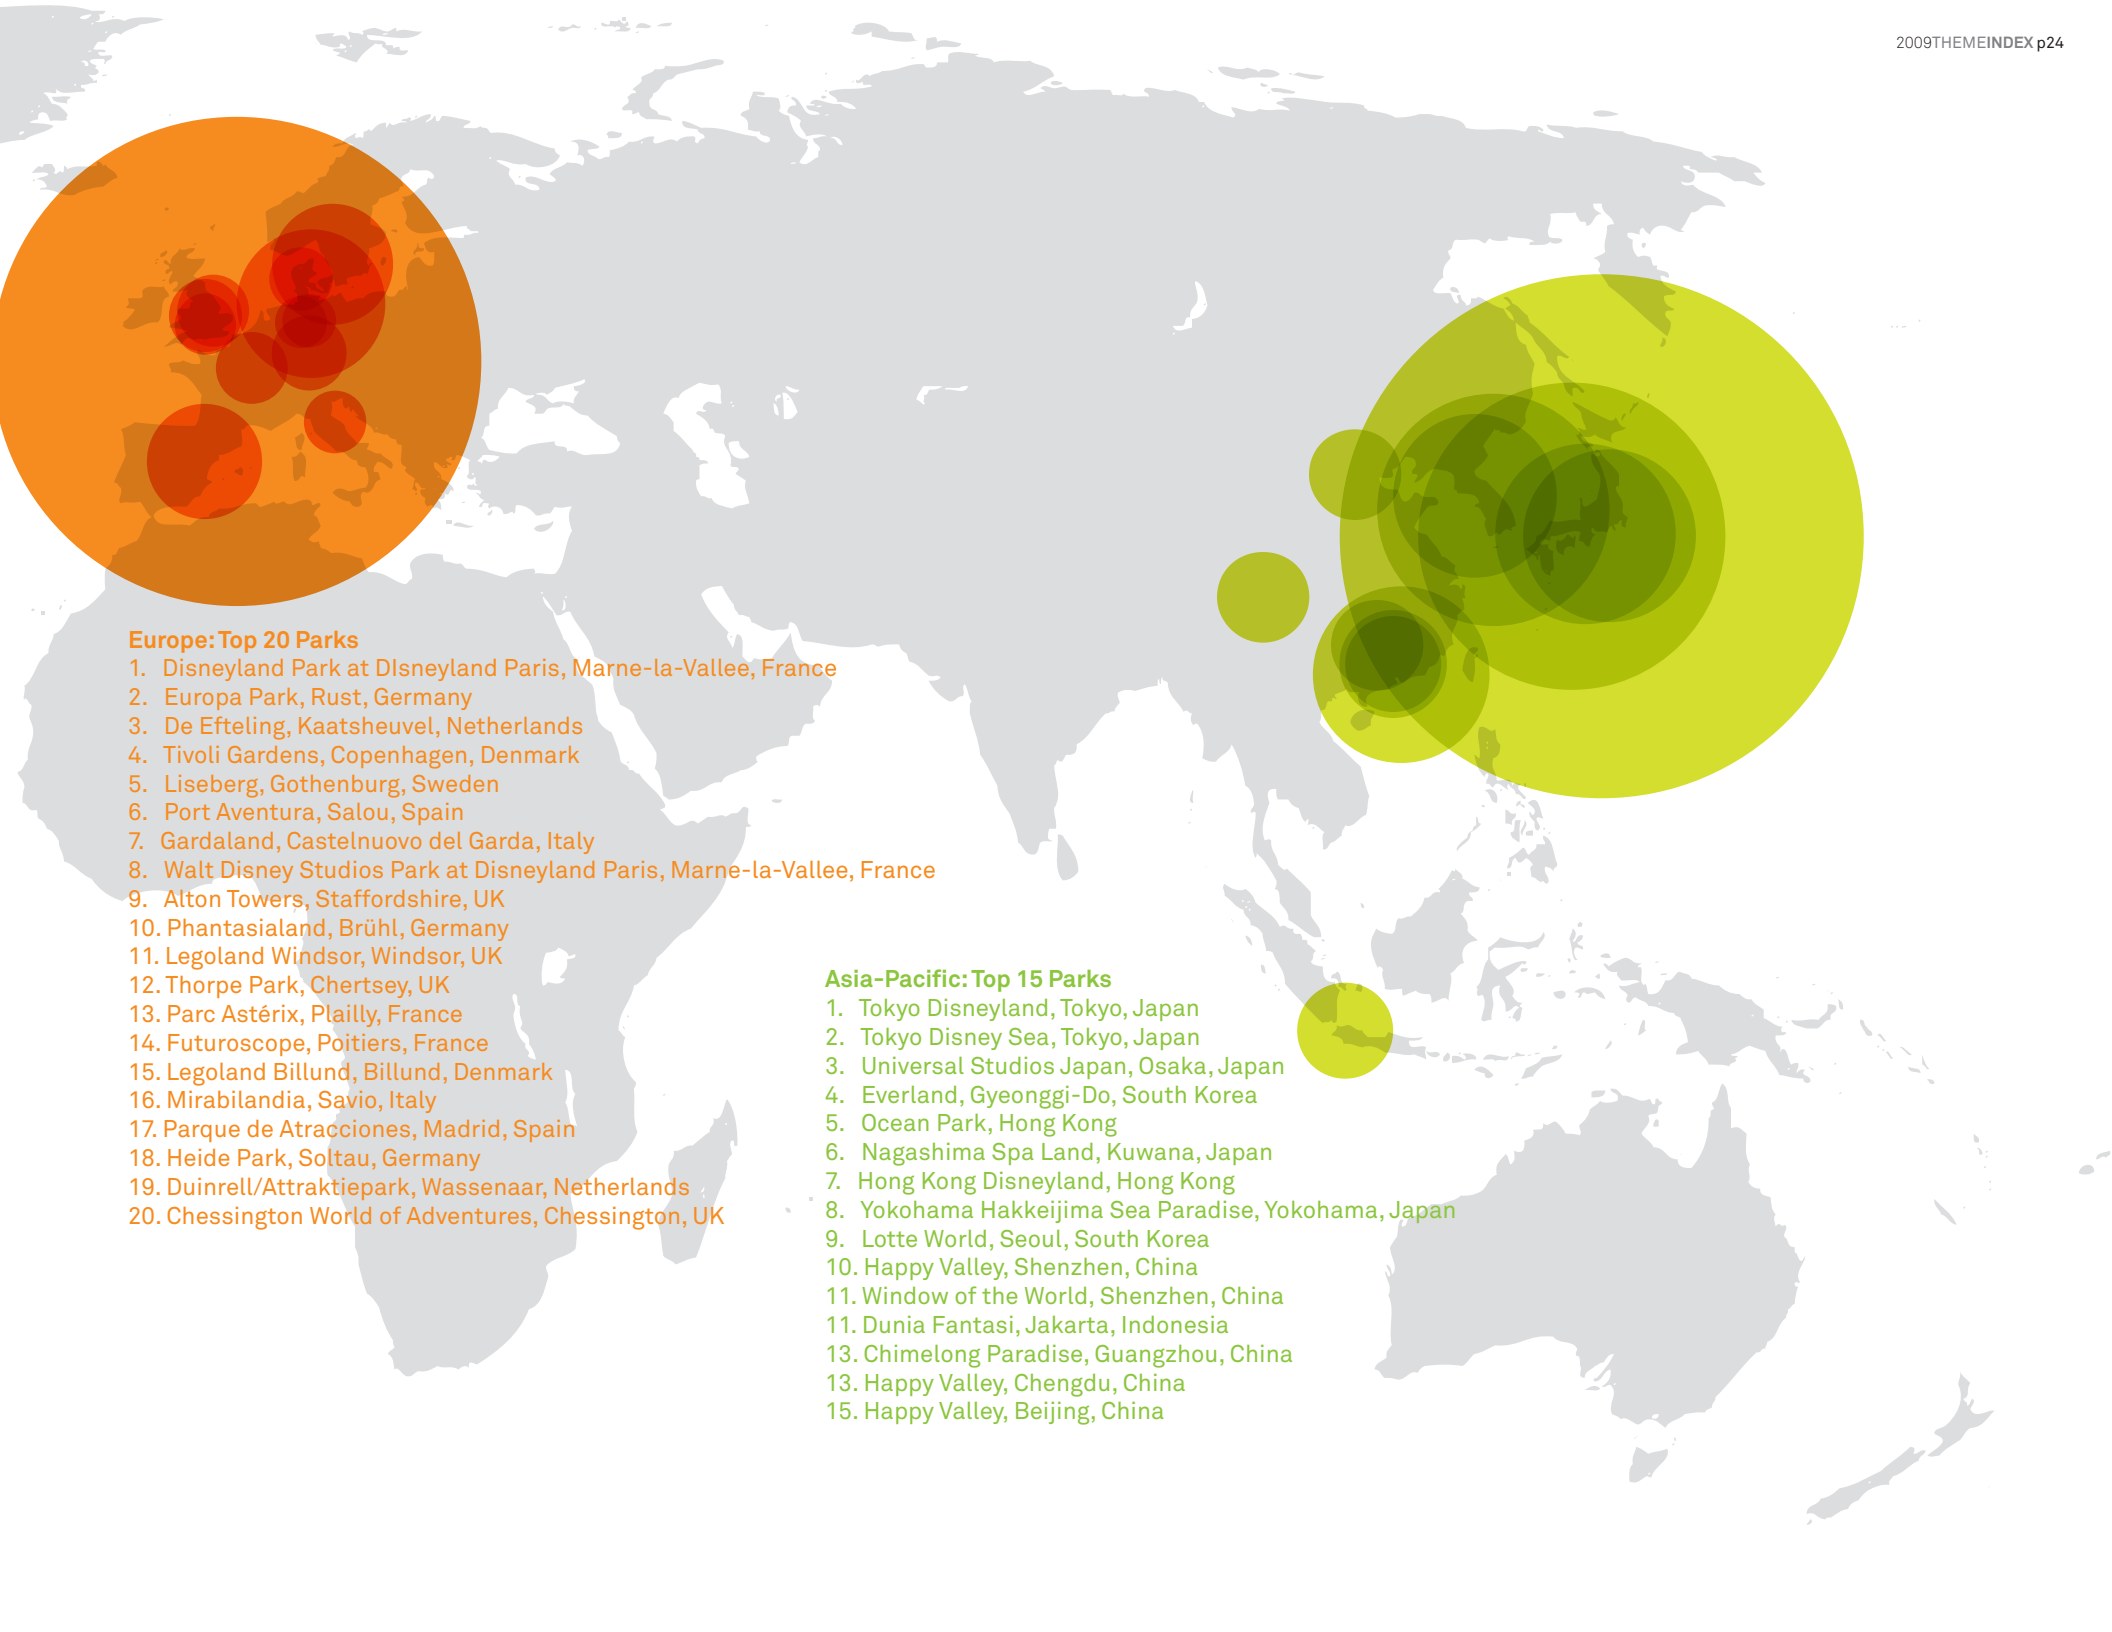 2009THEMEINDEX p24
Europe: Top 20 Parks
1. Disneyland Park at DIsneyland Paris, Marne-la-Vallee, France
2. Europa Park, Rust, Germany
3. De Efteling, Kaatsheuvel, Netherlands
4. Tivoli Gardens, Copenhagen, Denmark
5. Liseberg, Gothenburg, Sweden
6. Port Aventura, Salou, Spain
7. Gardaland, Castelnuovo del Garda, Italy
8. Walt Disney Studios Park at Disneyland Paris, Marne-la-Vallee, France
9. Alton Towers, Staffordshire, UK
10. Phantasialand, Brühl, Germany
11. Legoland Windsor, Windsor, UK
12. Thorpe Park, Chertsey, UK
13. Parc Astérix, Plailly, France
14. Futuroscope, Poitiers, France
15. Legoland Billund, Billund, Denmark
16. Mirabilandia, Savio, Italy
17. Parque de Atracciones, Madrid, Spain
18. Heide Park, Soltau, Germany
19. Duinrell/Attraktiepark, Wassenaar, Netherlands
20. Chessington World of Adventures, Chessington, UK
Asia-Pacific: Top 15 Parks
1. Tokyo Disneyland, Tokyo, Japan
2. Tokyo Disney Sea, Tokyo, Japan
3. Universal Studios Japan, Osaka, Japan
4. Everland, Gyeonggi-Do, South Korea
5. Ocean Park, Hong Kong
6. Nagashima Spa Land, Kuwana, Japan
7. Hong Kong Disneyland, Hong Kong
8. Yokohama Hakkeijima Sea Paradise, Yokohama, Japan
9. Lotte World, Seoul, South Korea
10. Happy Valley, Shenzhen, China
11. Window of the World, Shenzhen, China
11. Dunia Fantasi, Jakarta, Indonesia
13. Chimelong Paradise, Guangzhou, China
13. Happy Valley, Chengdu, China
15. Happy Valley, Beijing, China